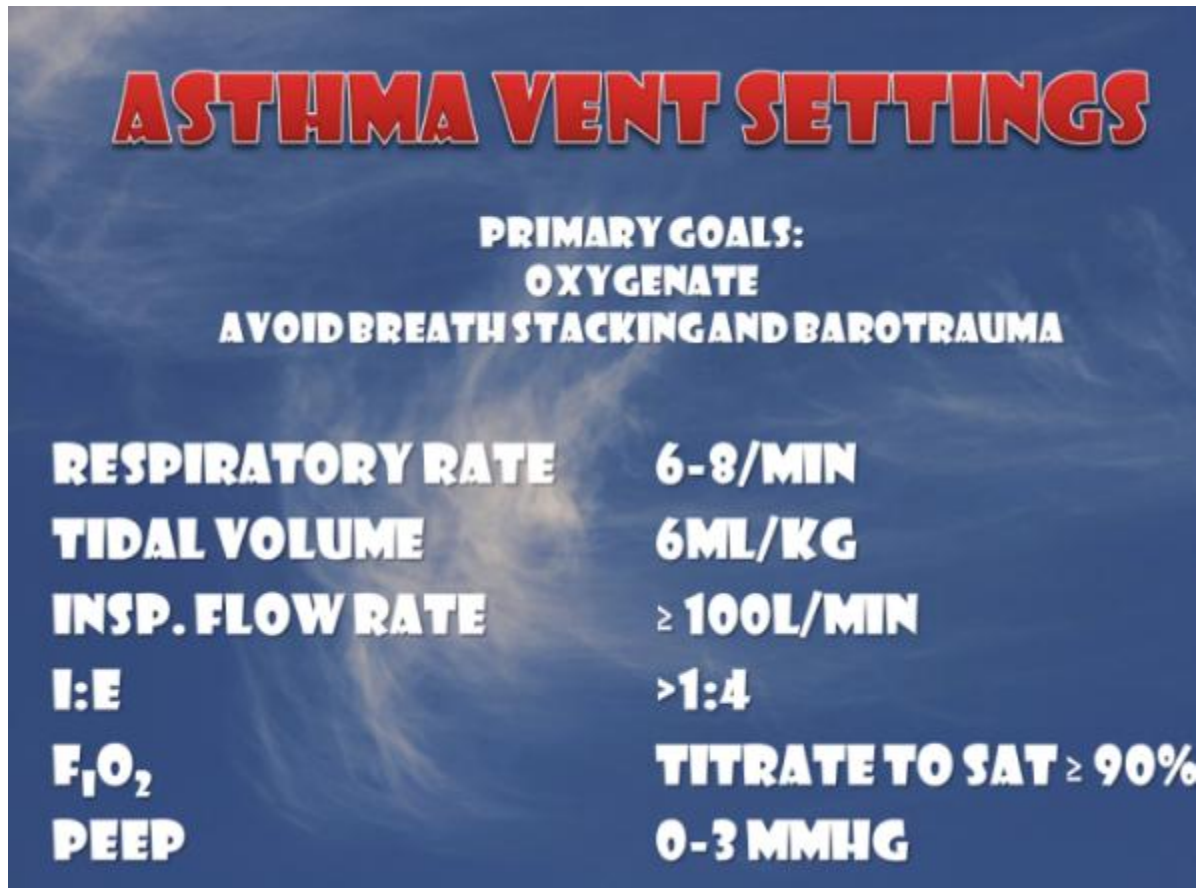 ASTHMA VENT SETTINGS
PRIMARY GOALS:
OXYGENATE
AVOID BREATH STACKING AND BAROTRAUMA
RESPIRATORY RATE 6-8/MIN
TIDAL VOLUME 6ML/KG
INSP. FLOW RATE ≥ 100L/MIN
I:E >1:4
FIO2 TITRATE TO SAT ≥ 90%
PEEP 0-3 MMHG